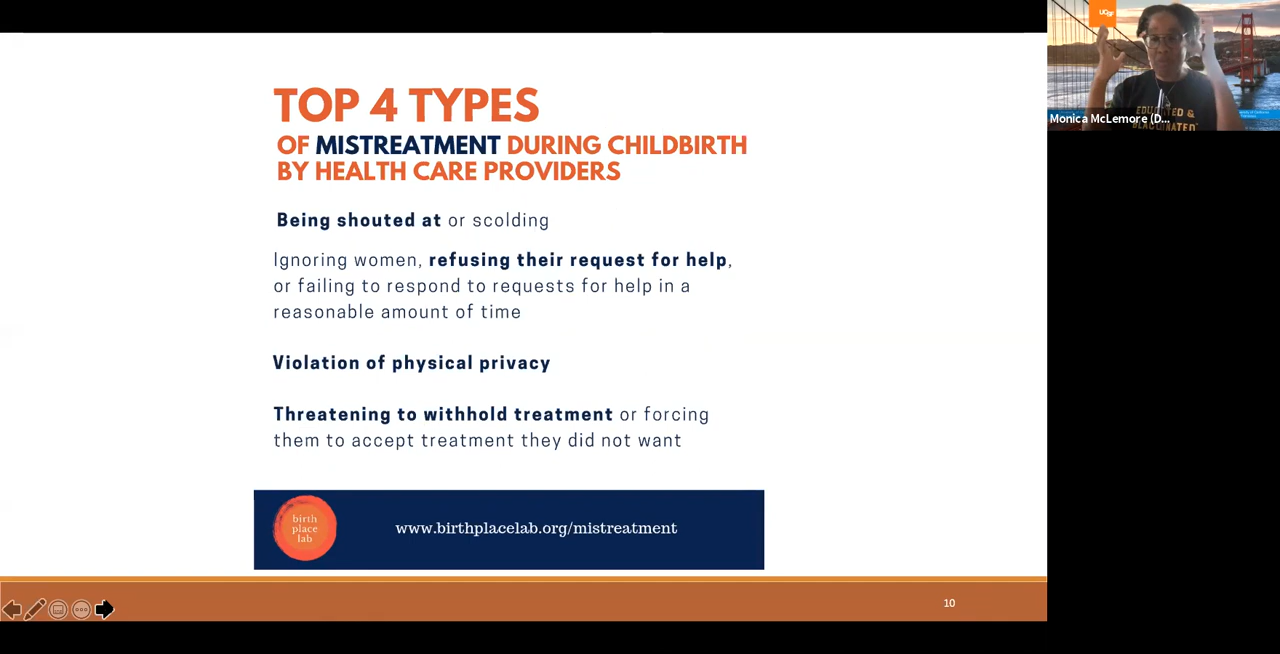 TOP 4 TYPES
OF MISTREATMENT DURING CHILDBIRTH
BY HEALTH CARE PROVIDERS
Being shouted at or scolding
Ignoring women, refusing their request for help,
or failing to respond to requests for help in a
reasonable amount of time
Violation of physical privacy
Threatening to withhold treatment or forcing
them to accept treatment they did not want
birth
place
lab
www.birthplacelab.org/mistreatment
10
UCSF
EDUCATED &
Monica McLemore (D...